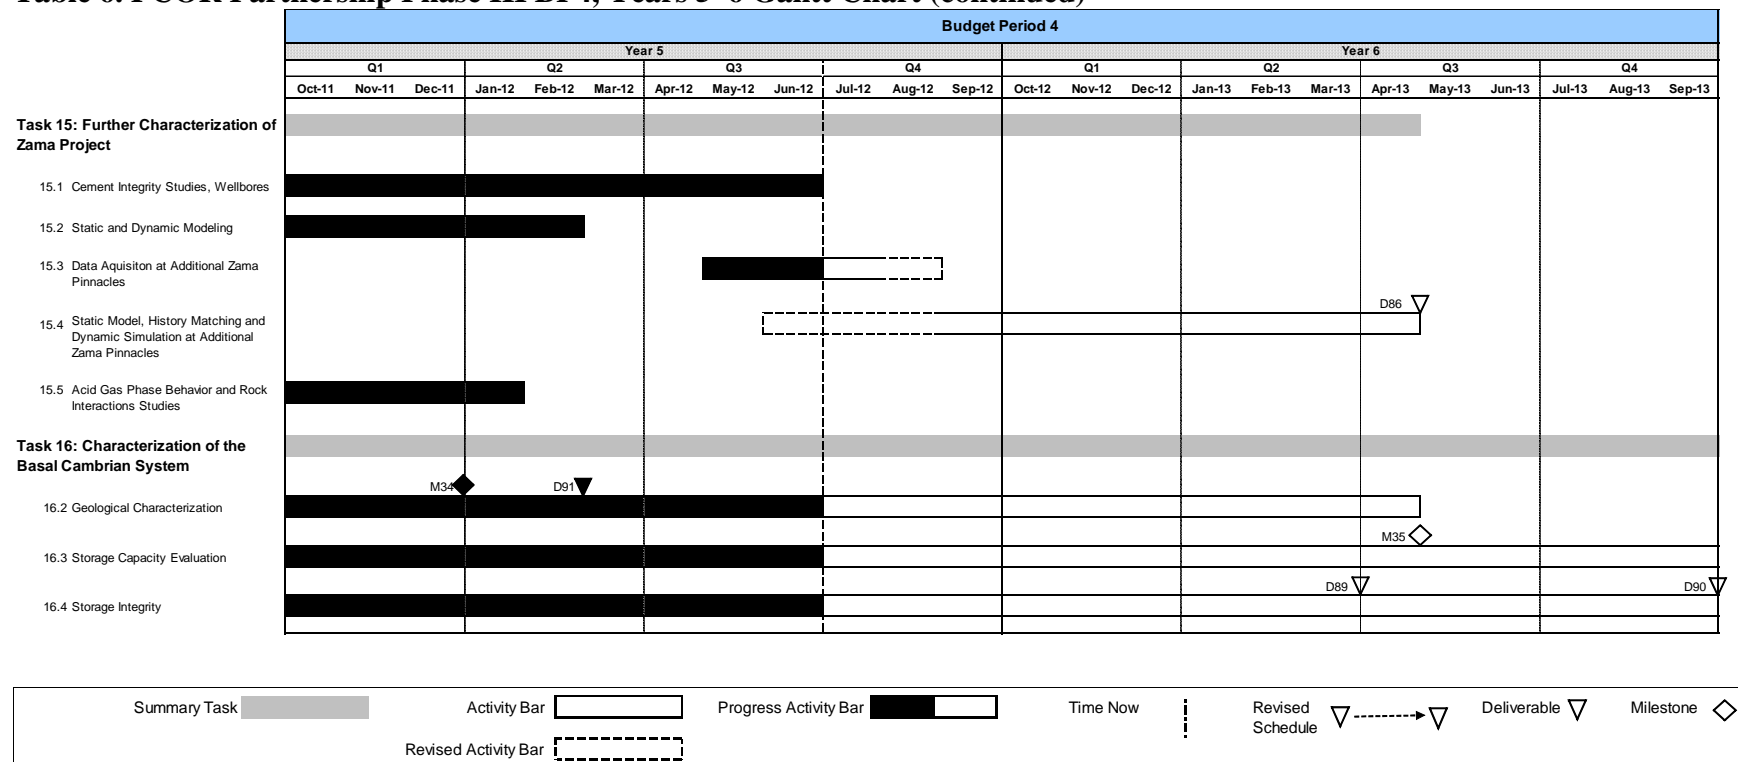 Table 6. PCOR Partnership Phase III BP4, Years 5–6 Gantt Chart (continued)
Budget Period 4
Year 5 Year 6
Q1 Q2 Q3 Q4 Q1 Q2 Q3 Q4
Oct-11 Nov-11 Dec-11 Jan-12 Feb-12 Mar-12 Apr-12 May-12 Jun-12 Jul-12 Aug-12 Sep-12 Oct-12 Nov-12 Dec-12 Jan-13 Feb-13 Mar-13 Apr-13 May-13 Jun-13 Jul-13 Aug-13 Sep-13
Task 15: Further Characterization of
Zama Project
15.1 Cement Integrity Studies, Wellbores
15.2 Static and Dynamic Modeling
15.3 Data Aquisiton at Additional Zama
Pinnacles
D86
15.4 Static Model, History Matching and
Dynamic Simulation at Additional
Zama Pinnacles
15.5 Acid Gas Phase Behavior and Rock
Interactions Studies
Task 16: Characterization of the
Basal Cambrian System
M34 D91
16.2 Geological Characterization
M35
16.3 Storage Capacity Evaluation
D89 D90
16.4 Storage Integrity
Summary Task Activity Bar Progress Activity Bar Time Now Revised Deliverable Milestone
Schedule
Revised Activity Bar